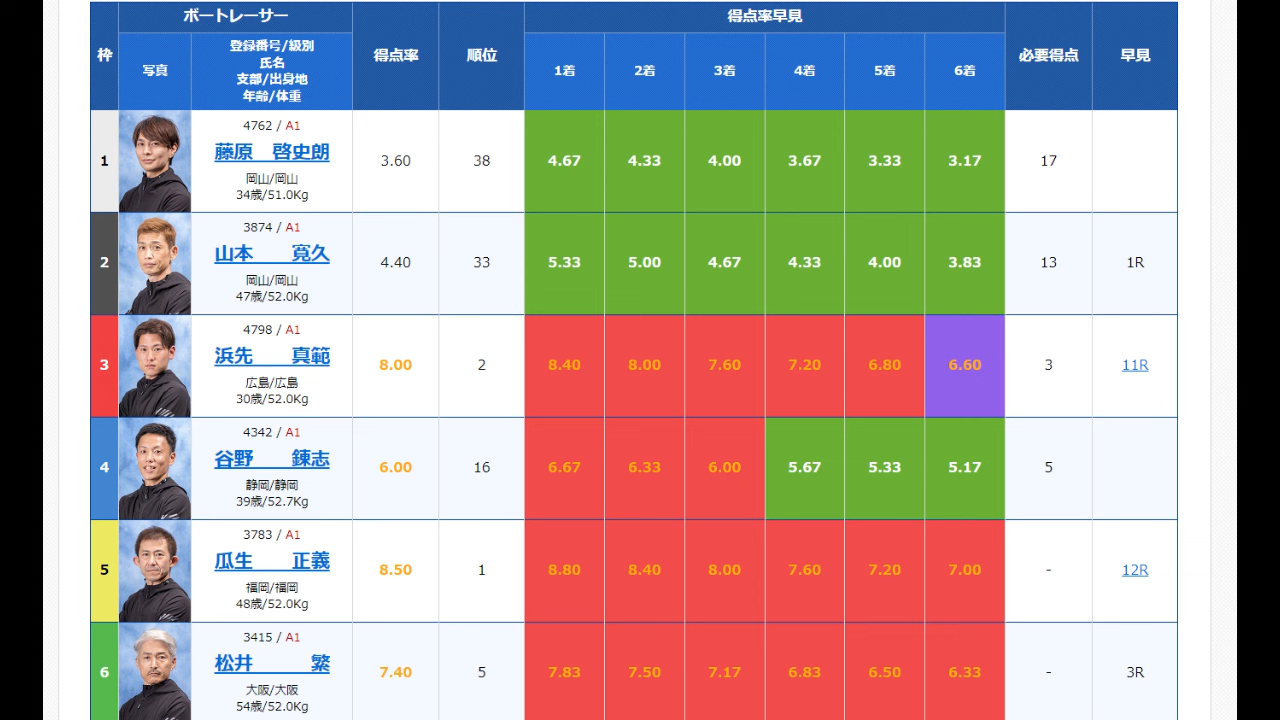 枠 ボートレーサー 得点率 順位 得点率早見 必要得点 早見
写真 登録番号/級別 1着 2着 3着 4着 5着 6着
氏名
支部/出身地
年齢/体重
4762 / A1
1 藤原 啓史朗 3.60 38 4.67 4.33 4.00 3.67 3.33 3.17 17
岡山/岡山
34歳/51.0Kg
3874 / A1
2 山本 寛久 4.40 33 5.33 5.00 4.67 4.33 4.00 3.83 13 1R
岡山/岡山
47歳/52.0Kg
4798 / A1
3 浜先 真範 8.00 2 8.40 8.00 7.60 7.20 6.80 6.60 3 11R
広島/広島
30歳/52.0Kg
4342 / A1
4 谷野 錬志 6.00 16 6.67 6.33 6.00 5.67 5.33 5.17 5
静岡/静岡
39歳/52.7Kg
3783 / A1
5 瓜生 正義 8.50 1 8.80 8.40 8.00 7.60 7.20 7.00 - 12R
福岡/福岡
48歳/52.0Kg
3415 / A1
6 松井 繁 7.40 5 7.83 7.50 7.17 6.83 6.50 6.33 - 3R
大阪/大阪
54歳/52.0Kg